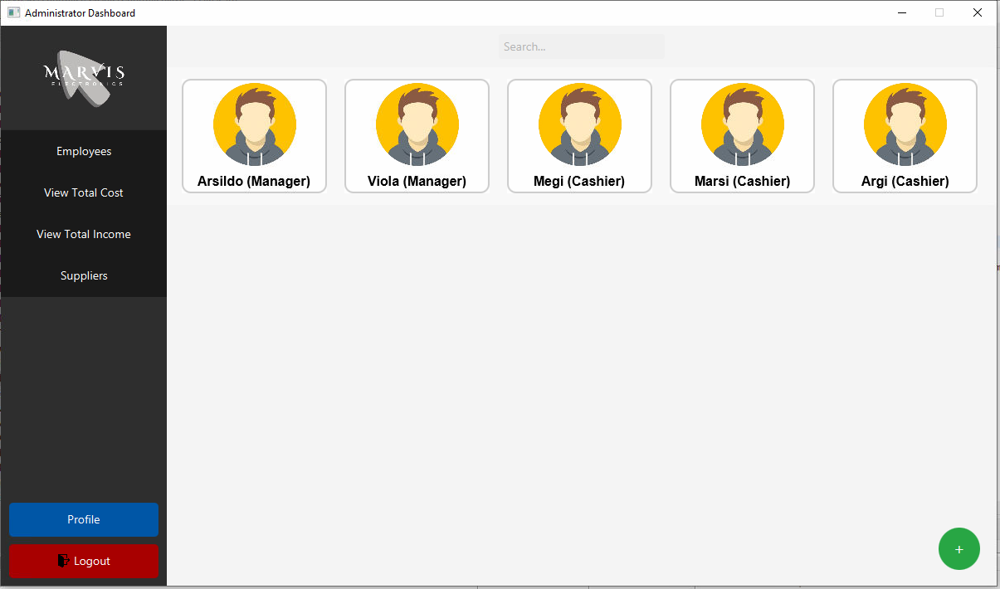 Administrator Dashboard
MARVIS
ELECTRONICS
Search...
Arsildo (Manager)
Viola (Manager)
Megi (Cashier)
Marsi (Cashier)
Argi (Cashier)
Employees
View Total Cost
View Total Income
Suppliers
Profile
Logout
+